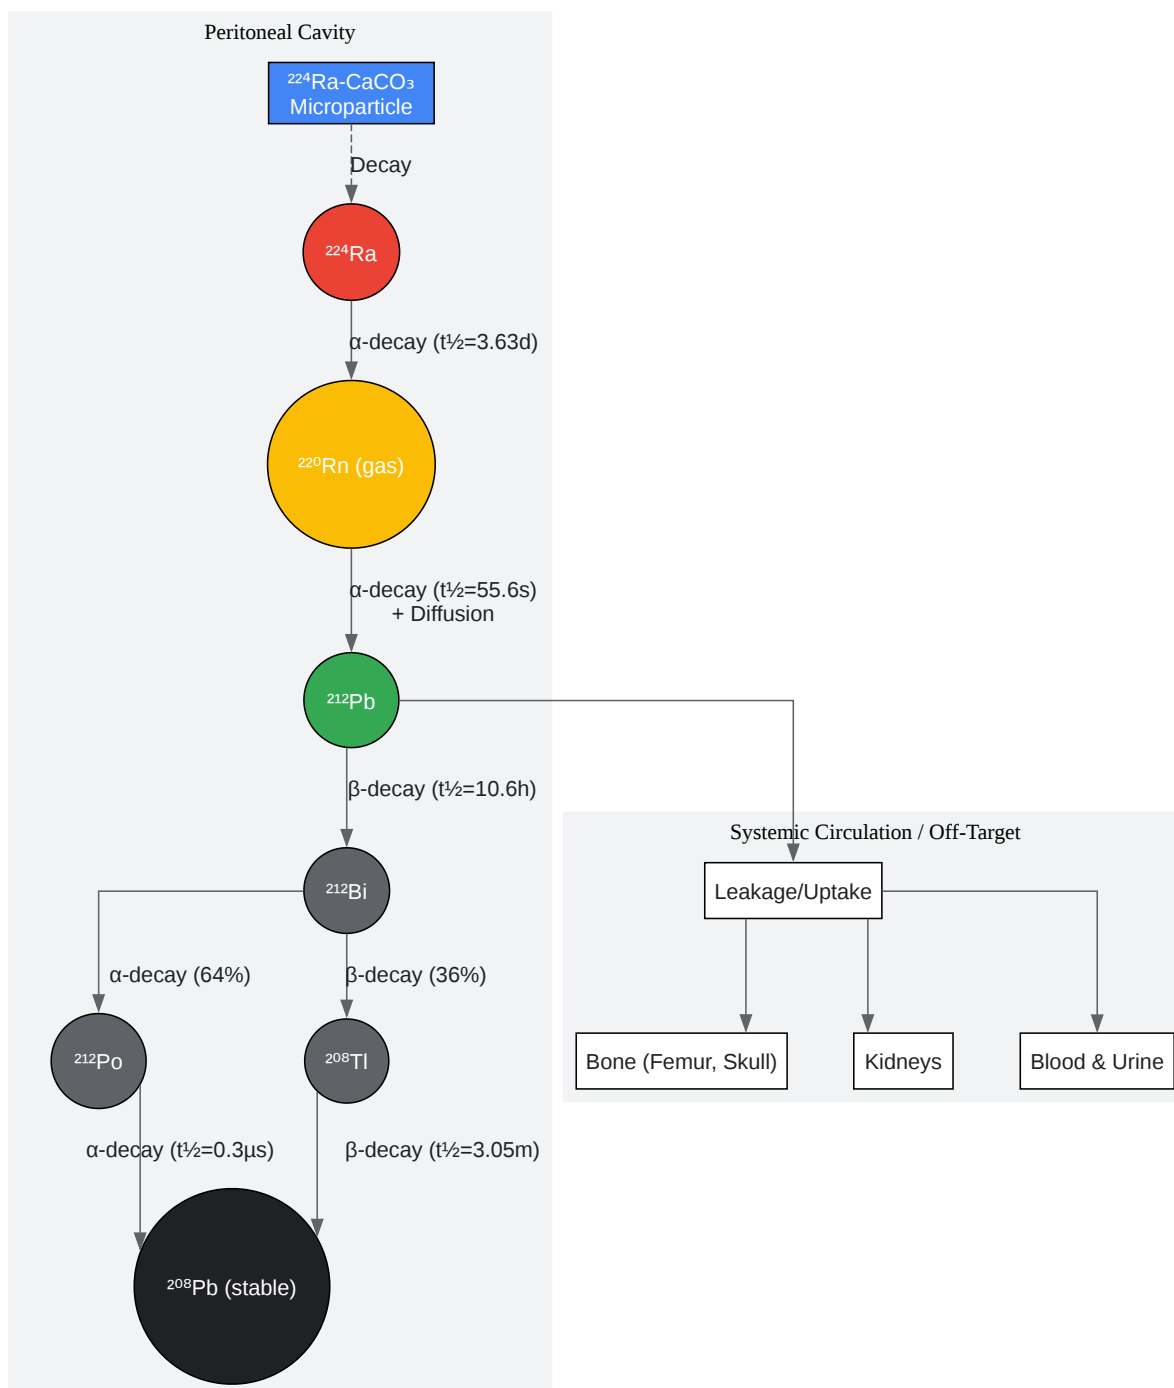 Peritoneal Cavity
²²⁴Ra-CaCO₃
Microparticle
Decay
²²⁴Ra
α-decay (t½=3.63d)
²²⁰Rn (gas)
α-decay (t½=55.6s)
+ Diffusion
²¹²Pb
β-decay (t½=10.6h)
Systemic Circulation / Off-Target
²¹²Bi
Leakage/Uptake
α-decay (64%)
β-decay (36%)
²¹²Po
²⁰⁸Tl
Bone (Femur, Skull)
Kidneys
Blood & Urine
α-decay (t½=0.3µs)
β-decay (t½=3.05m)
²⁰⁸Pb (stable)